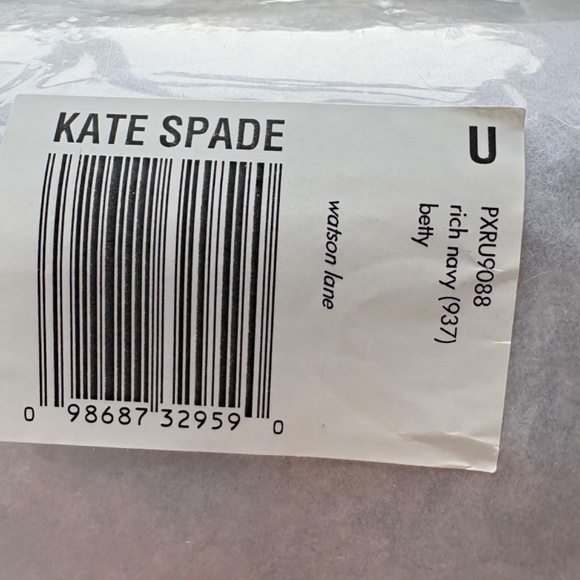 KATE SPADE
U
PXRU9088
rich navy (937)
betty
watson lane
0 98687 32959 0